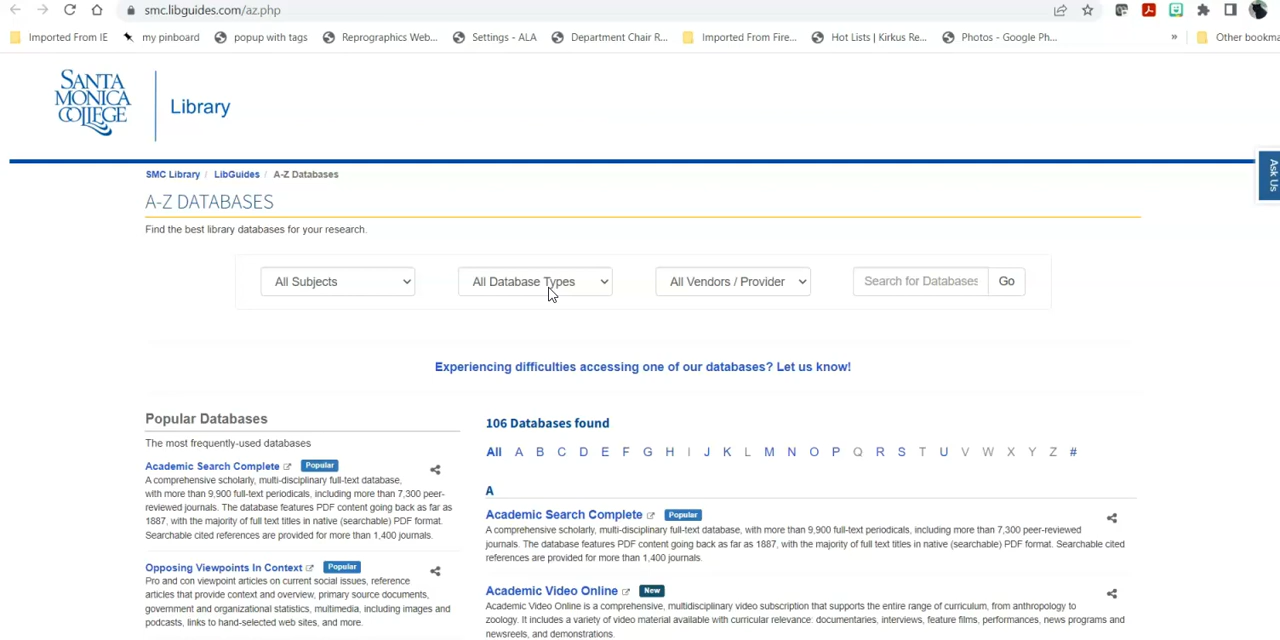 smc.libguides.com/az.php
Imported From IE my pinboard popup with tags Reprographics Web... Settings - ALA Department Chair R... Imported From Fire... Hot Lists | Kirkus Re... Photos - Google Ph... » Other bookma
SANTA
MONICA
COLLEGE
Library
Ask Us
SMC Library / LibGuides / A-Z Databases
A-Z DATABASES
Find the best library databases for your research.
All Subjects All Database Types All Vendors / Provider Search for Databases Go
Experiencing difficulties accessing one of our databases? Let us know!
Popular Databases
The most frequently-used databases
Academic Search Complete Popular
A comprehensive scholarly, multi-disciplinary full-text database,
with more than 9,900 full-text periodicals, including more than 7,300 peer-
reviewed journals. The database features PDF content going back as far as
1887, with the majority of full text titles in native (searchable) PDF format.
Searchable cited references are provided for more than 1,400 journals.
Opposing Viewpoints In Context Popular
Pro and con viewpoint articles on current social issues, reference
articles that provide context and overview, primary source documents,
government and organizational statistics, multimedia, including images and
podcasts, links to hand-selected web sites, and more.
106 Databases found
All A B C D E F G H I J K L M N O P Q R S T U V W X Y Z #
A
Academic Search Complete Popular
A comprehensive scholarly, multi-disciplinary full-text database, with more than 9,900 full-text periodicals, including more than 7,300 peer-reviewed
journals. The database features PDF content going back as far as 1887, with the majority of full text titles in native (searchable) PDF format. Searchable cited
references are provided for more than 1,400 journals.
Academic Video Online New
Academic Video Online is a comprehensive, multidisciplinary video subscription that supports the entire range of curriculum, from anthropology to
zoology. It includes a variety of video material available with curricular relevance: documentaries, interviews, feature films, performances, news programs and
newsreels, and demonstrations.